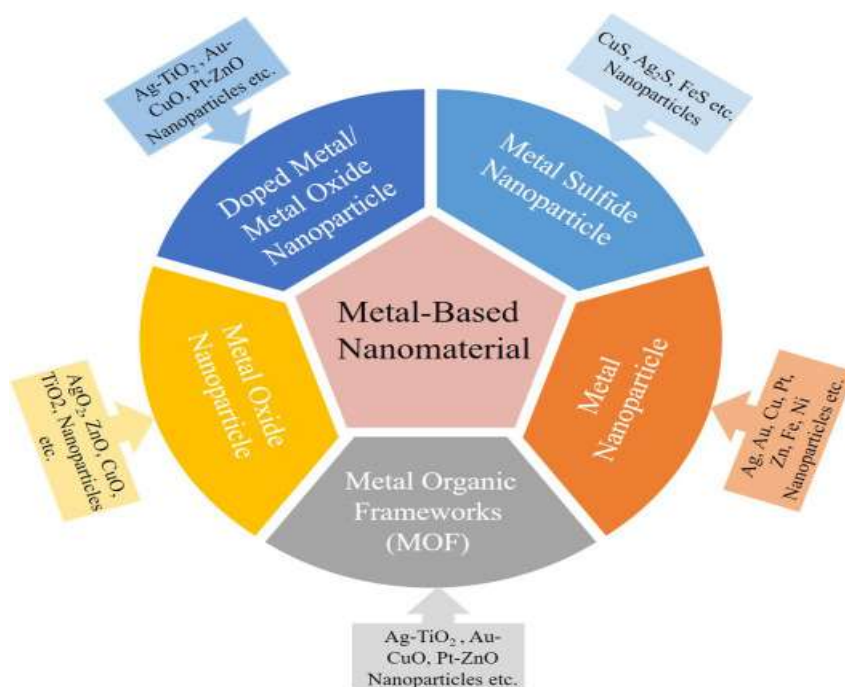 Ag-TiO₂ , Au-
CuO, Pt-ZnO
Nanoparticles etc.
CuS, Ag₂S, FeS etc.
Nanoparticles
Doped Metal/
Metal Oxide
Nanoparticle
Metal Sulfide
Nanoparticle
Metal-Based
Nanomaterial
Metal Oxide
Nanoparticle
Metal
Nanoparticle
AgO₂, ZnO, CuO,
TiO2, Nanoparticles
etc.
Ag, Au, Cu, Pt,
Zn, Fe, Ni
Nanoparticles etc.
Metal Organic
Frameworks
(MOF)
Ag-TiO₂ , Au-
CuO, Pt-ZnO
Nanoparticles etc.